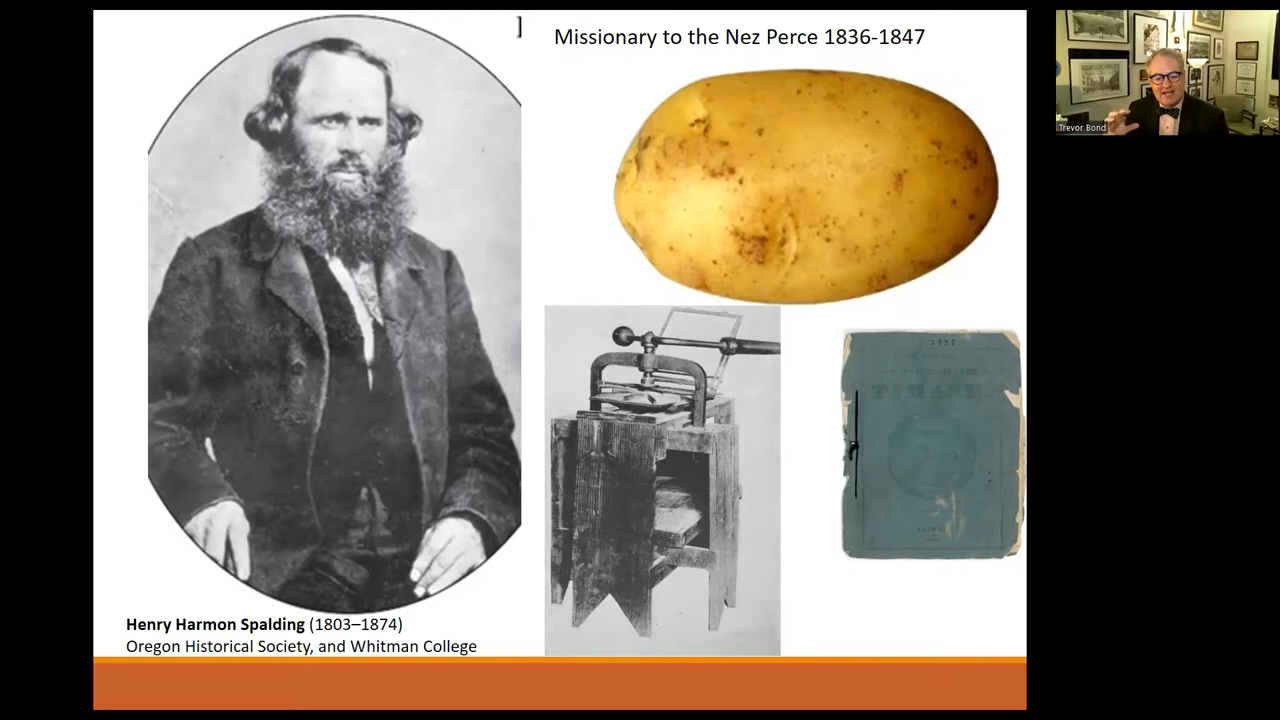 Missionary to the Nez Perce 1836-1847
Trevor Bond
2335
Henry Harmon Spalding (1803–1874)
Oregon Historical Society, and Whitman College